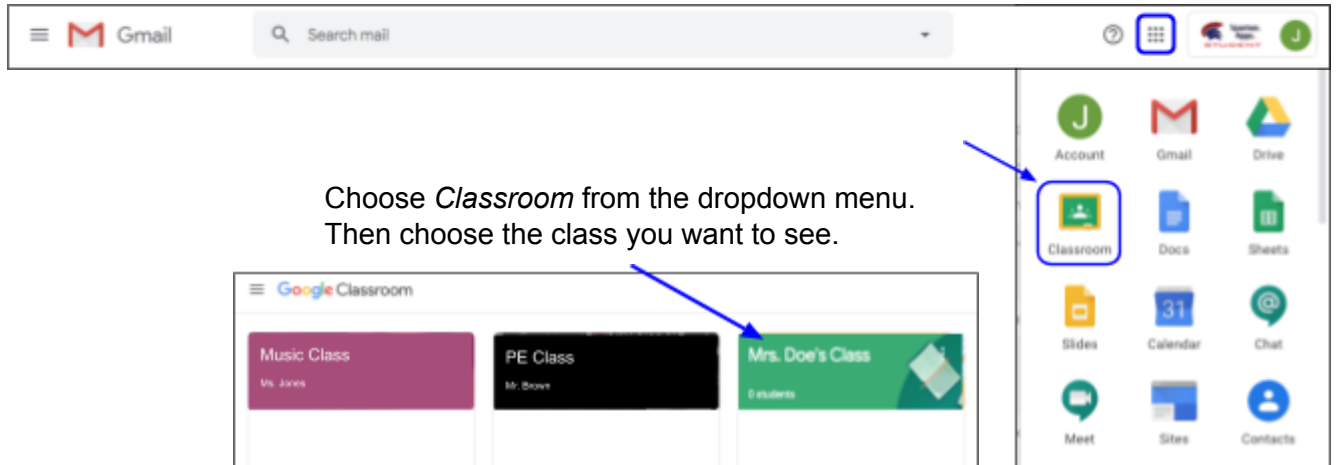 Gmail
Search mail
STUDENT
J
J
Account
Gmail
Drive
Choose Classroom from the dropdown menu.
Then choose the class you want to see.
Classroom
Docs
Sheets
Google Classroom
31
Slides
Calendar
Chat
Music Class
Ms. Jones
PE Class
Mr. Brown
Mrs. Doe's Class
0 students
Meet
Sites
Contacts